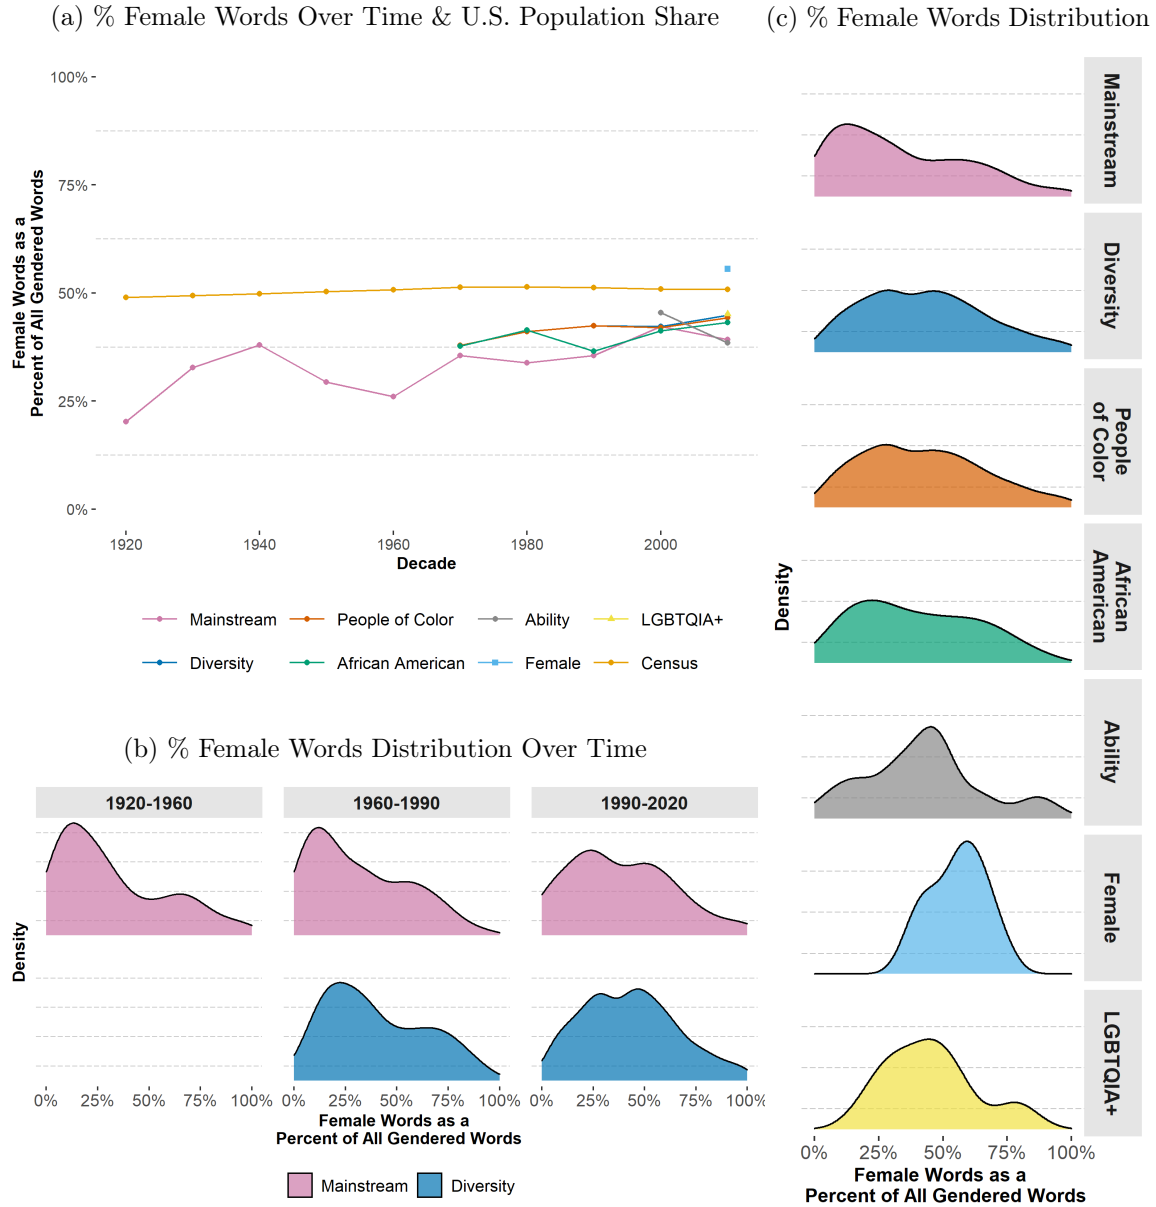 (a) % Female Words Over Time & U.S. Population Share
Female Words as a
Percent of All Gendered Words
100%
75%
50%
25%
0%
1920
1940
1960
1980
2000
Decade
Mainstream
People of Color
Ability
LGBTQIA+
Diversity
African American
Female
Census
(b) % Female Words Distribution Over Time
1920-1960
1960-1990
1990-2020
Density
0%
25%
50%
75%
100%
0%
25%
50%
75%
100%
0%
25%
50%
75%
100%
Female Words as a
Percent of All Gendered Words
Mainstream
Diversity
(c) % Female Words Distribution
Density
Mainstream
Diversity
People
of Color
African
American
Ability
Female
LGBTQIA+
0%
25%
50%
75%
100%
Female Words as a
Percent of All Gendered Words